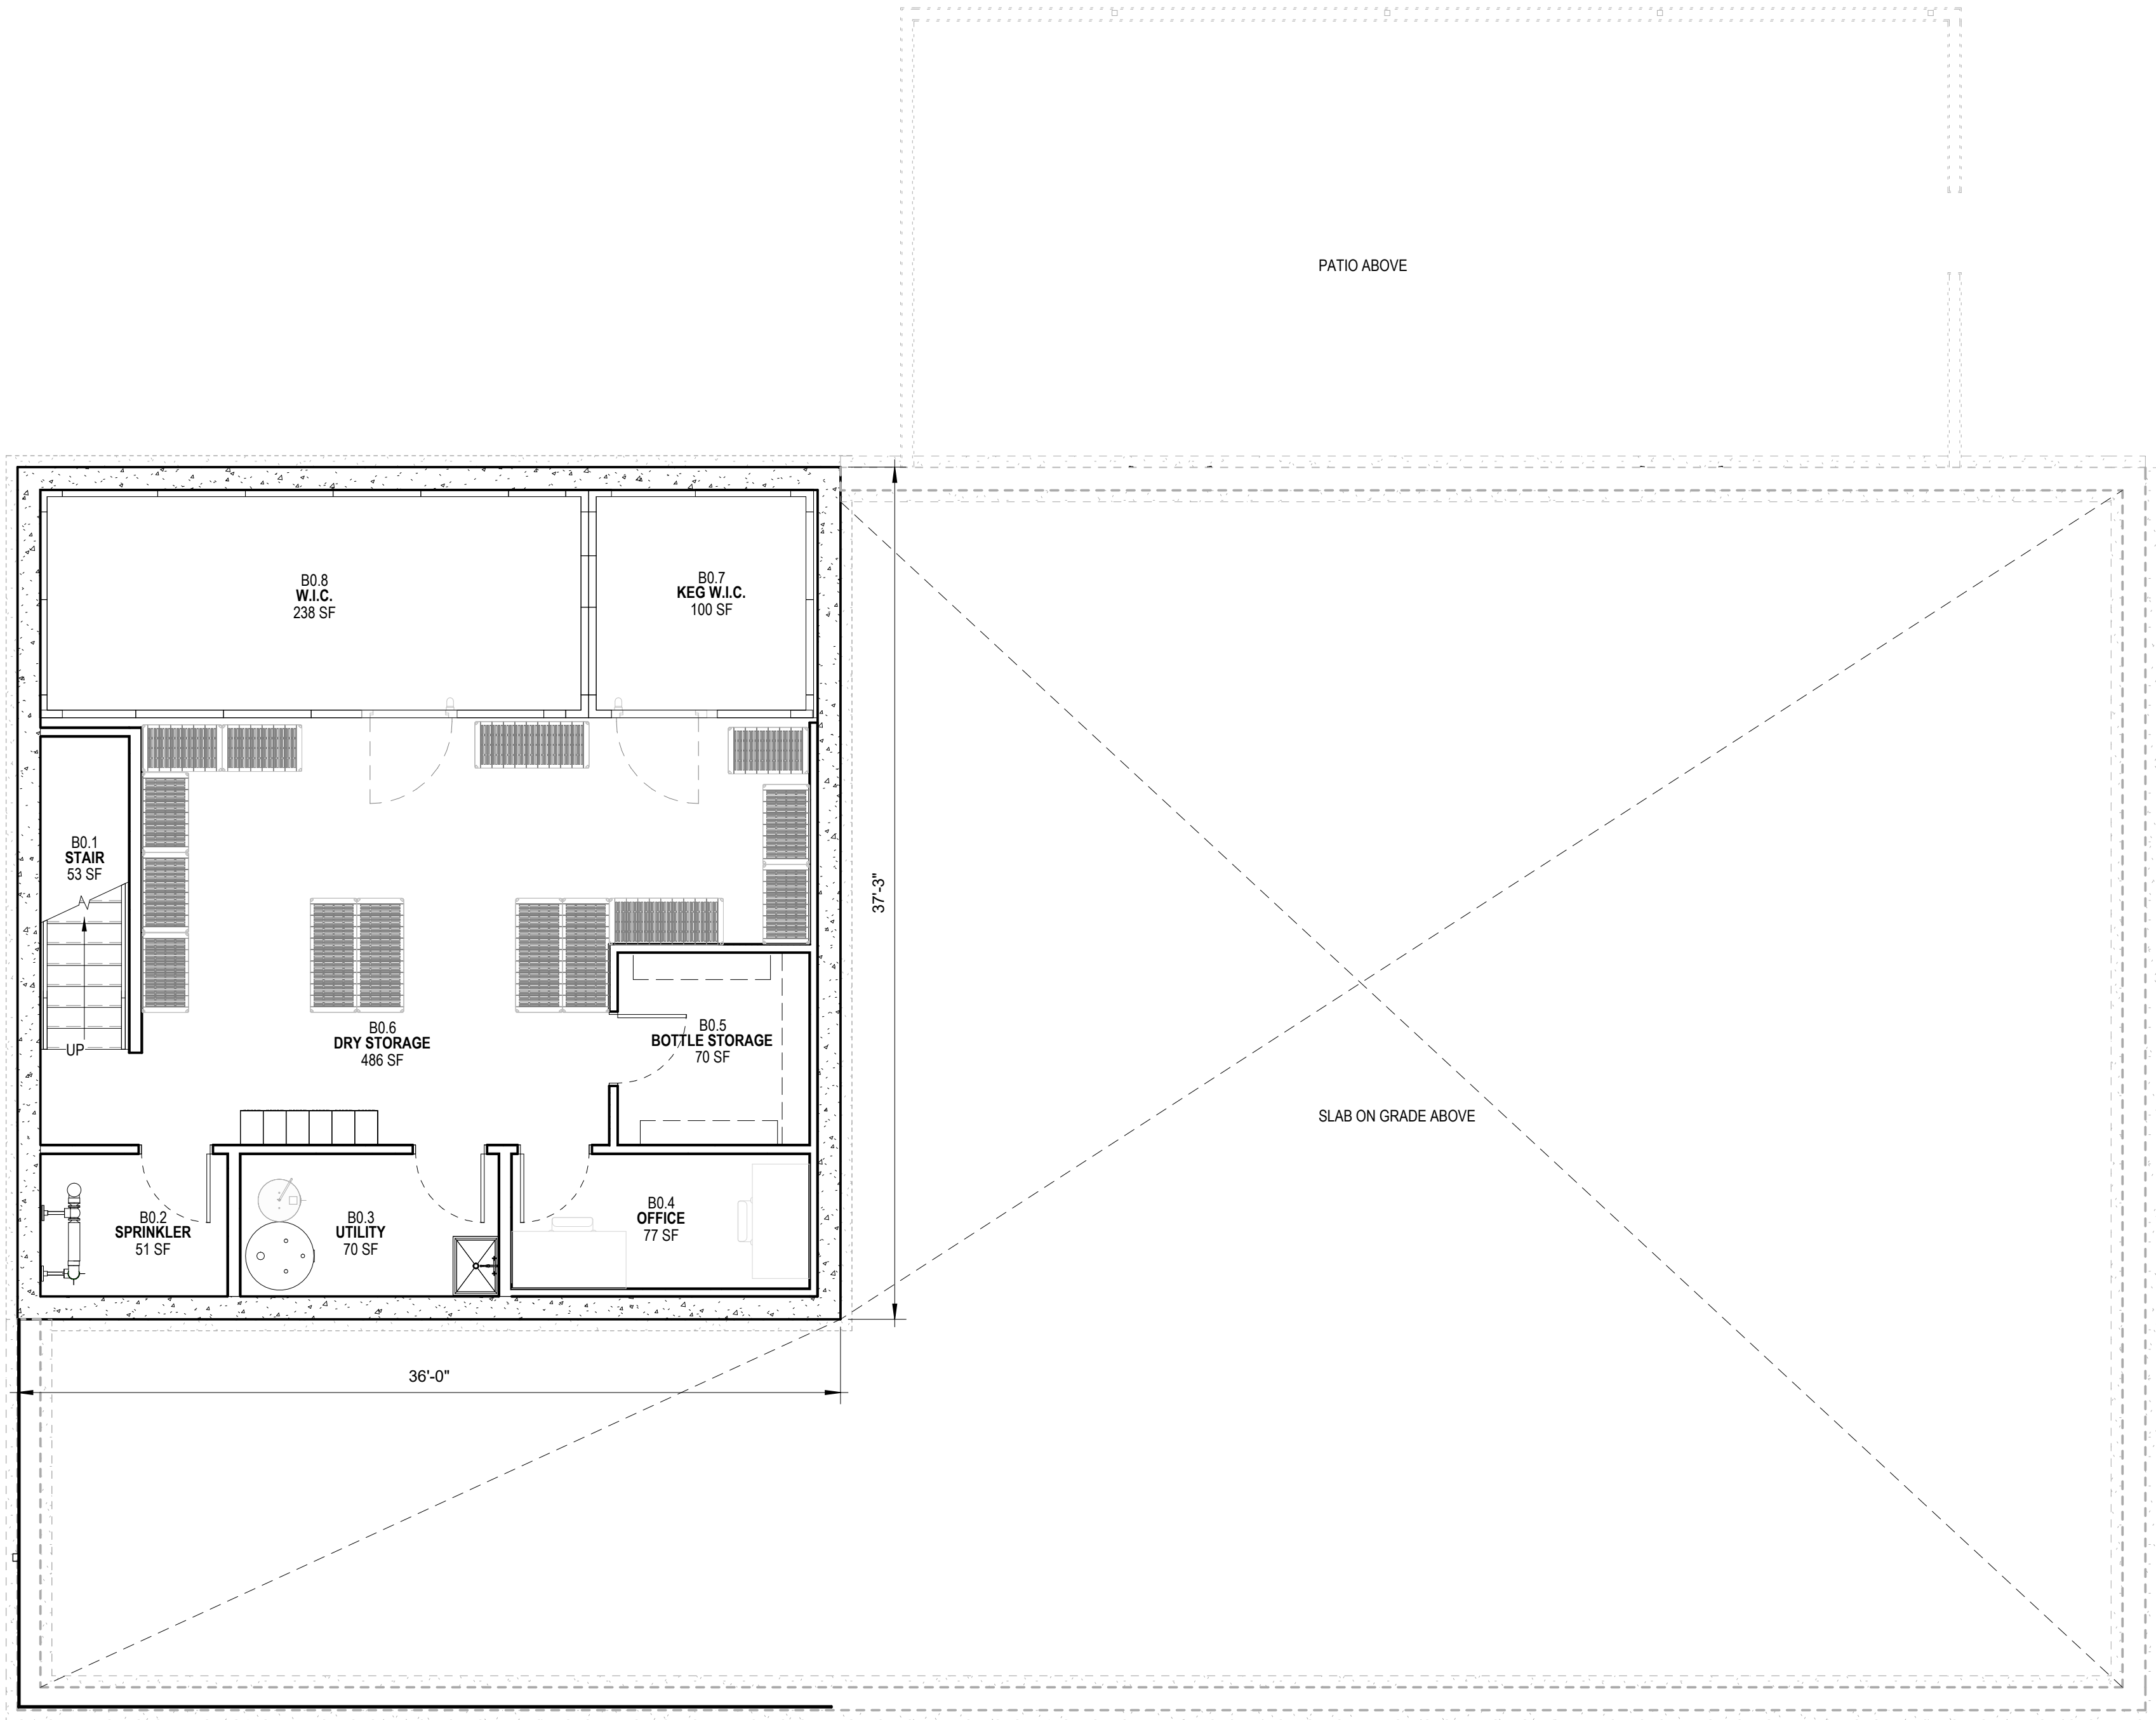 PATIO ABOVE
B0.8
W.I.C.
238 SF
B0.7
KEG W.I.C.
100 SF
B0.1
STAIR
53 SF
UP
37'-3"
B0.6
DRY STORAGE
486 SF
B0.5
BOTTLE STORAGE
70 SF
SLAB ON GRADE ABOVE
B0.2
SPRINKLER
51 SF
B0.3
UTILITY
70 SF
B0.4
OFFICE
77 SF
36'-0"